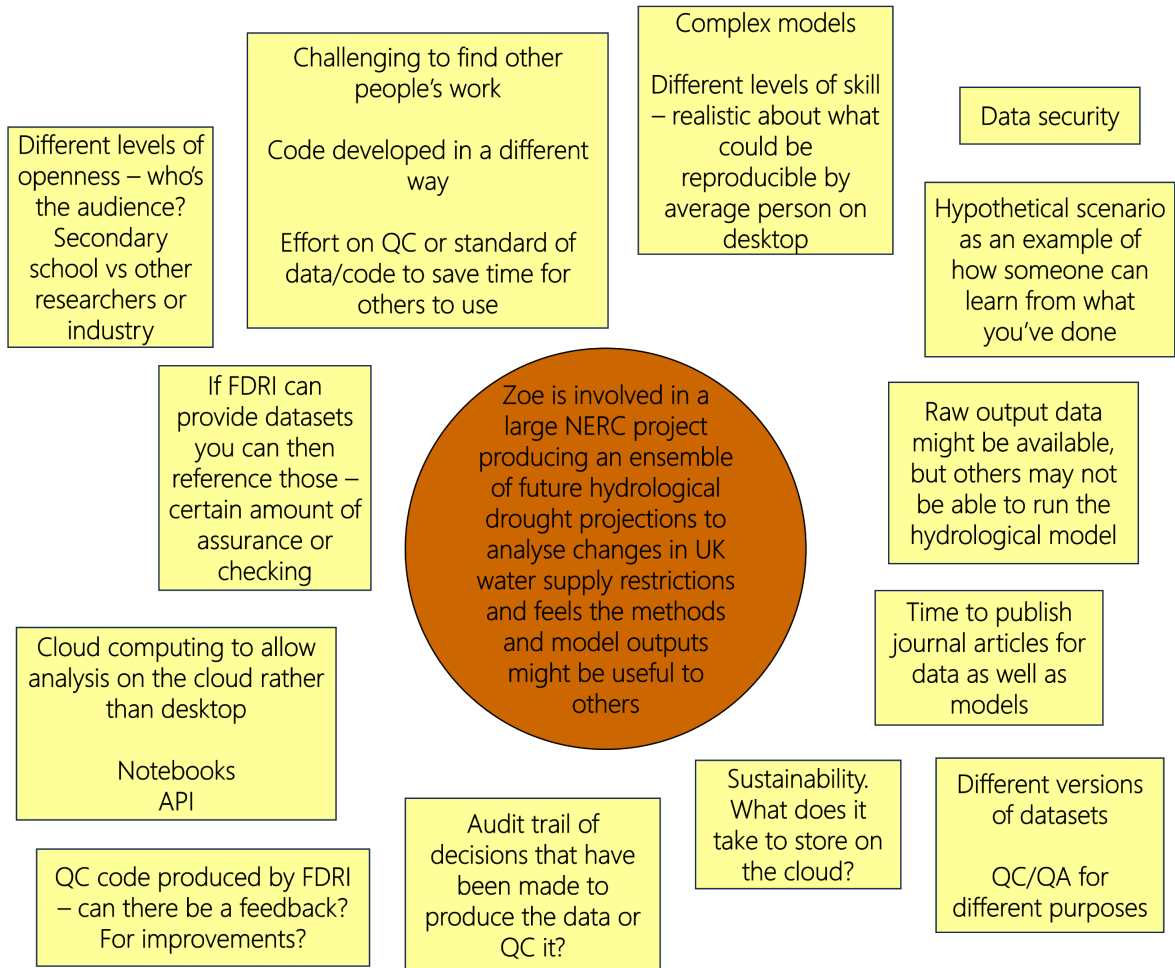 Challenging to find other
people's work
Code developed in a different
way
Effort on QC or standard of
data/code to save time for
others to use
Complex models
Different levels of skill
– realistic about what
could be
reproducible by
average person on
desktop
Data security
Different levels of
openness – who's
the audience?
Secondary
school vs other
researchers or
industry
Hypothetical scenario
as an example of
how someone can
learn from what
you've done
If FDRI can
provide datasets
you can then
reference those –
certain amount of
assurance or
checking
Zoe is involved in a
large NERC project
producing an ensemble
of future hydrological
drought projections to
analyse changes in UK
water supply restrictions
and feels the methods
and model outputs
might be useful to
others
Raw output data
might be available,
but others may not
be able to run the
hydrological model
Time to publish
journal articles for
data as well as
models
Cloud computing to allow
analysis on the cloud rather
than desktop
Notebooks
API
Sustainability.
What does it
take to store on
the cloud?
Different versions
of datasets
QC/QA for
different purposes
Audit trail of
decisions that have
been made to
produce the data or
QC it?
QC code produced by FDRI
– can there be a feedback?
For improvements?